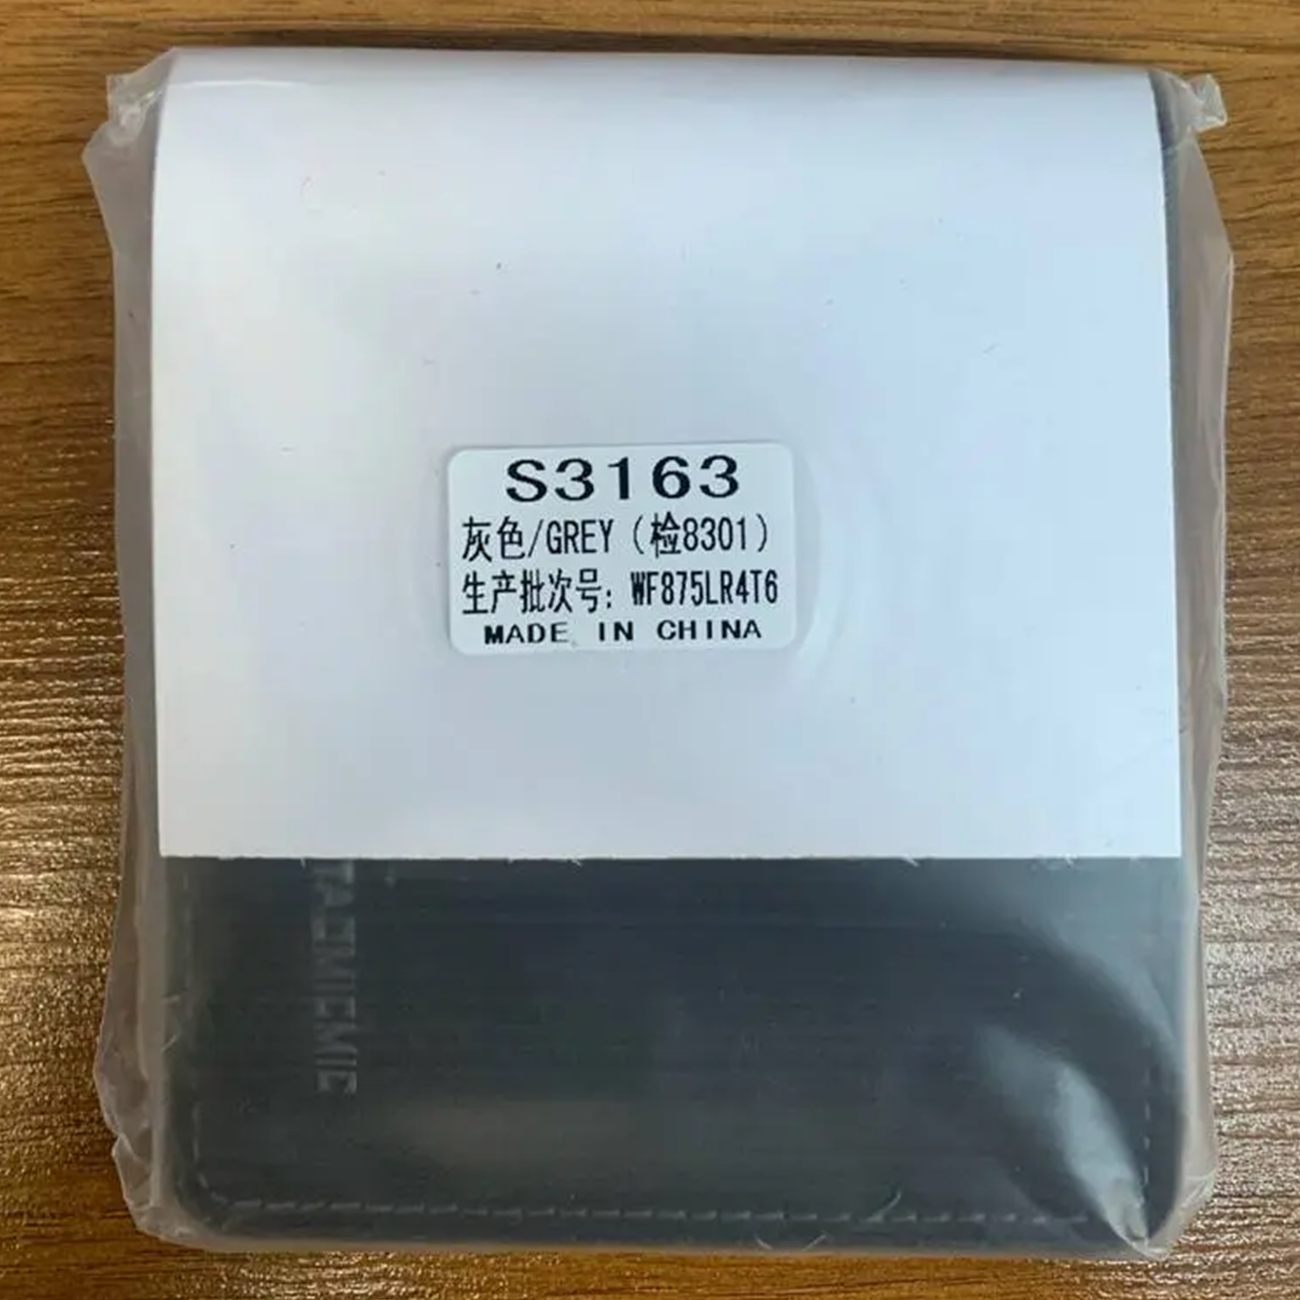 S3163
灰色/GREY（检8301）
生产批次号：WF875LR4T6
MADE IN CHINA